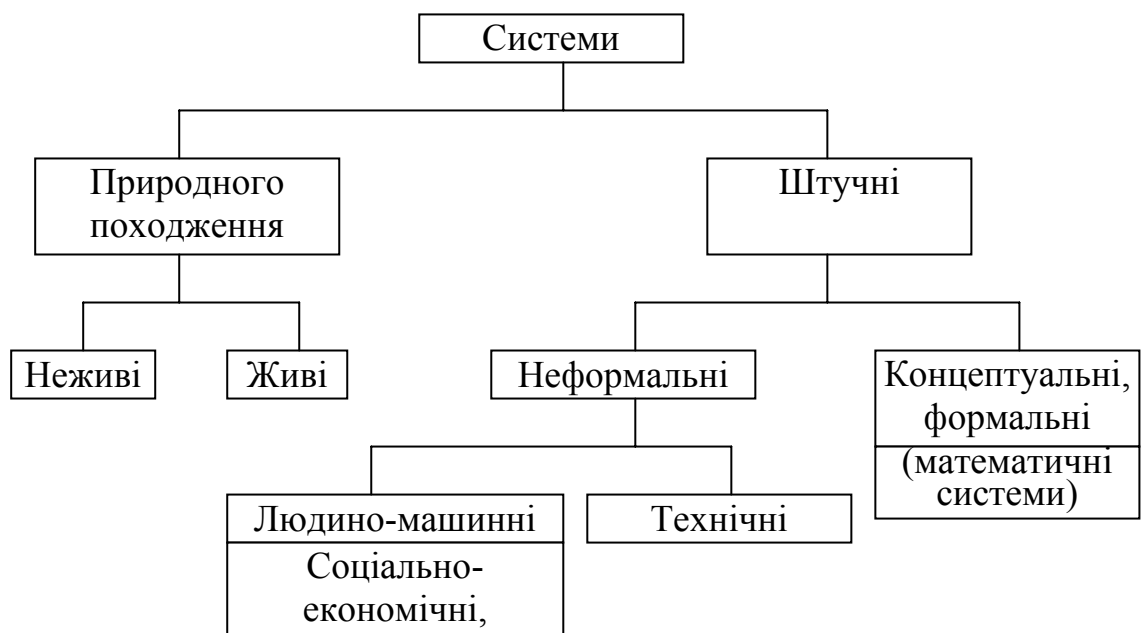 Системи
Природного
походження
Штучні
Неживі
Живі
Неформальні
Концептуальні,
формальні
(математичні
системи)
Людино-машинні
Технічні
Соціально-
економічні,